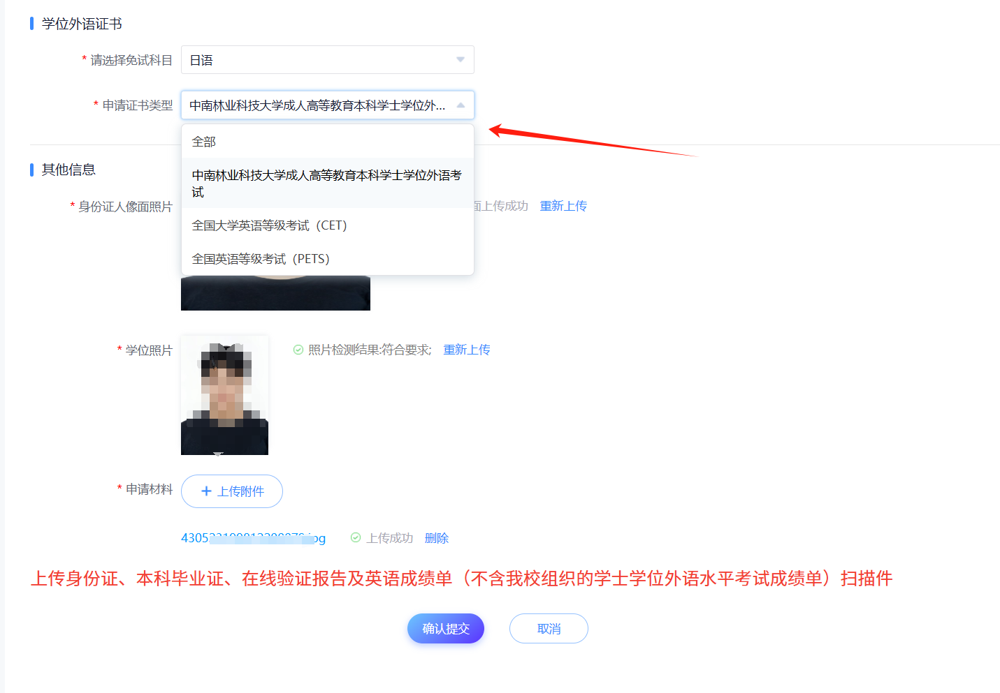 学位外语证书
* 请选择免试科目 日语
* 申请证书类型 中南林业科技大学成人高等教育本科学士学位外...
全部
中南林业科技大学成人高等教育本科学士学位外语考
试
全国大学英语等级考试（CET）
全国英语等级考试（PETS）
其他信息
* 身份证人像面照片 面上传成功 重新上传
* 学位照片 照片检测结果:符合要求; 重新上传
* 申请材料 + 上传附件
4305 pg 上传成功 删除
上传身份证、本科毕业证、在线验证报告及英语成绩单（不含我校组织的学士学位外语水平考试成绩单）扫描件
确认提交 取消